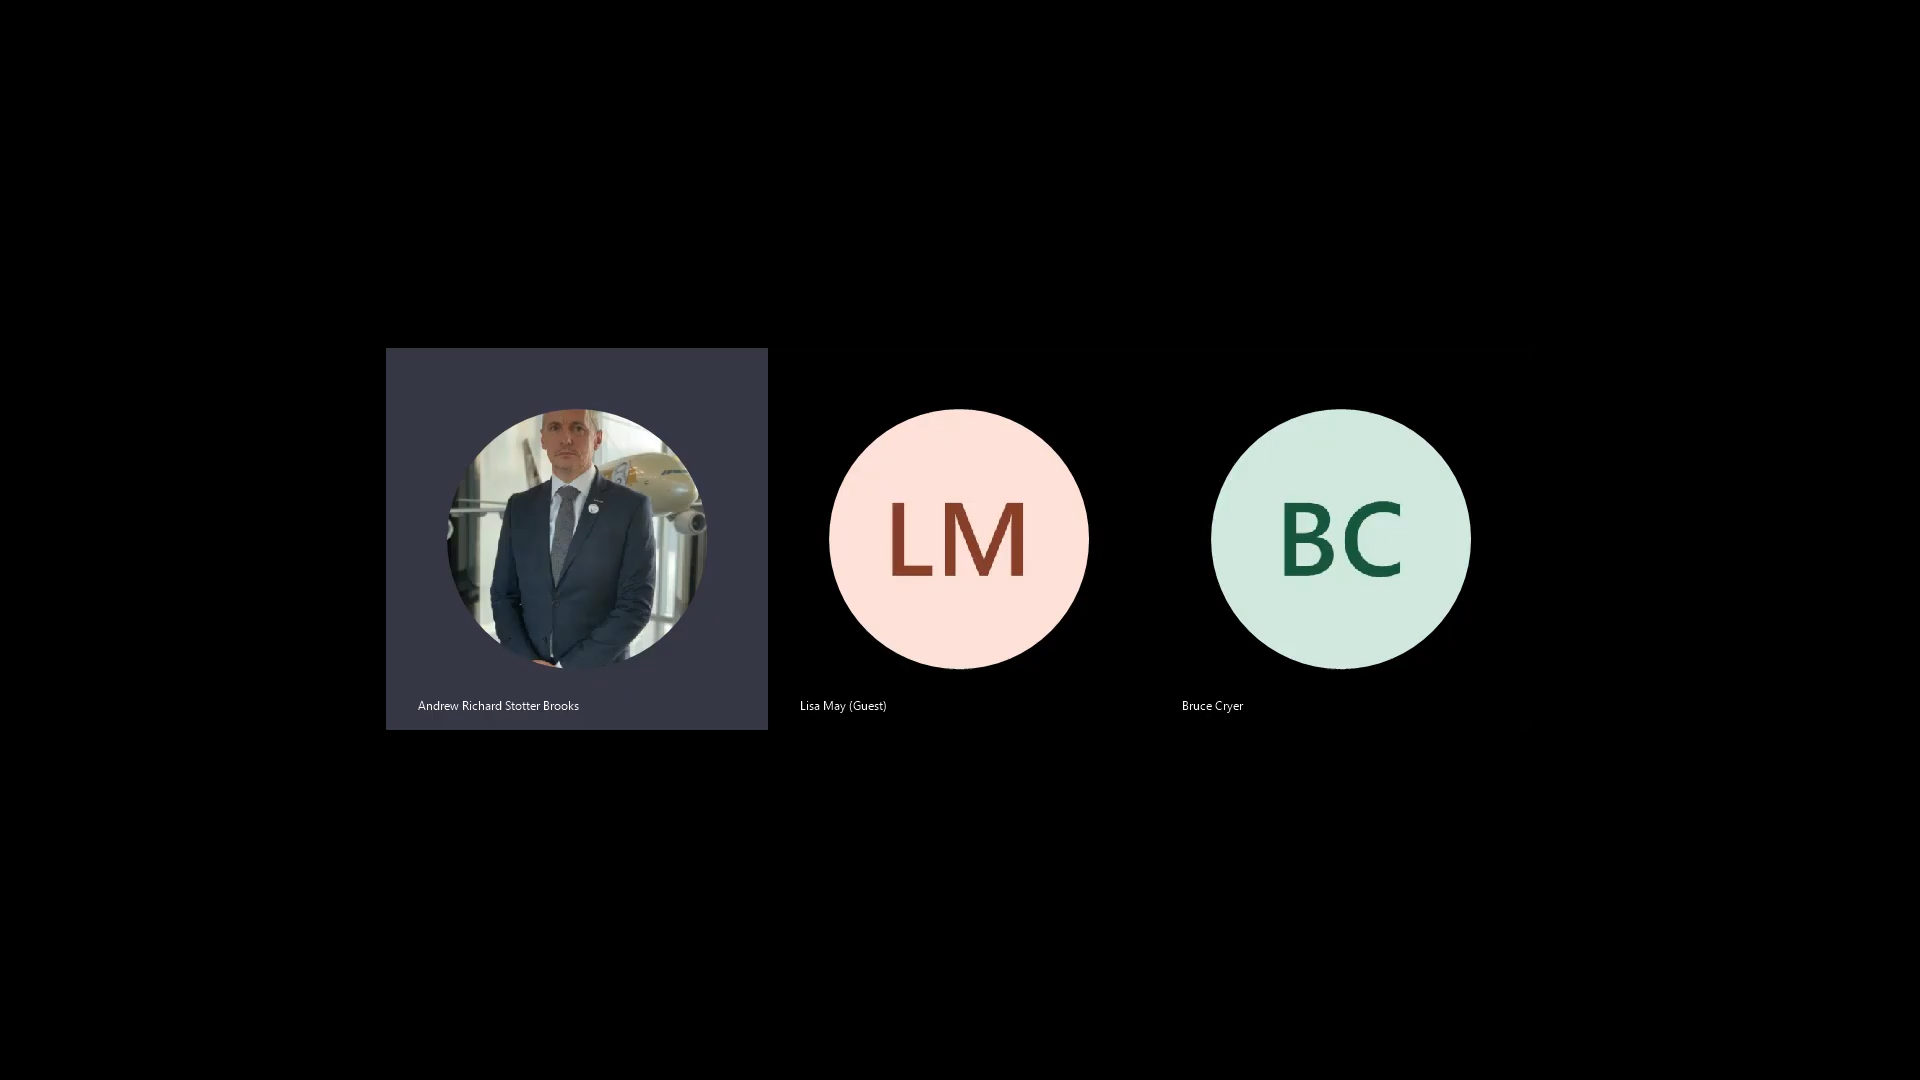 LM
BC
Andrew Richard Stotter Brooks
Lisa May (Guest)
Bruce Cryer